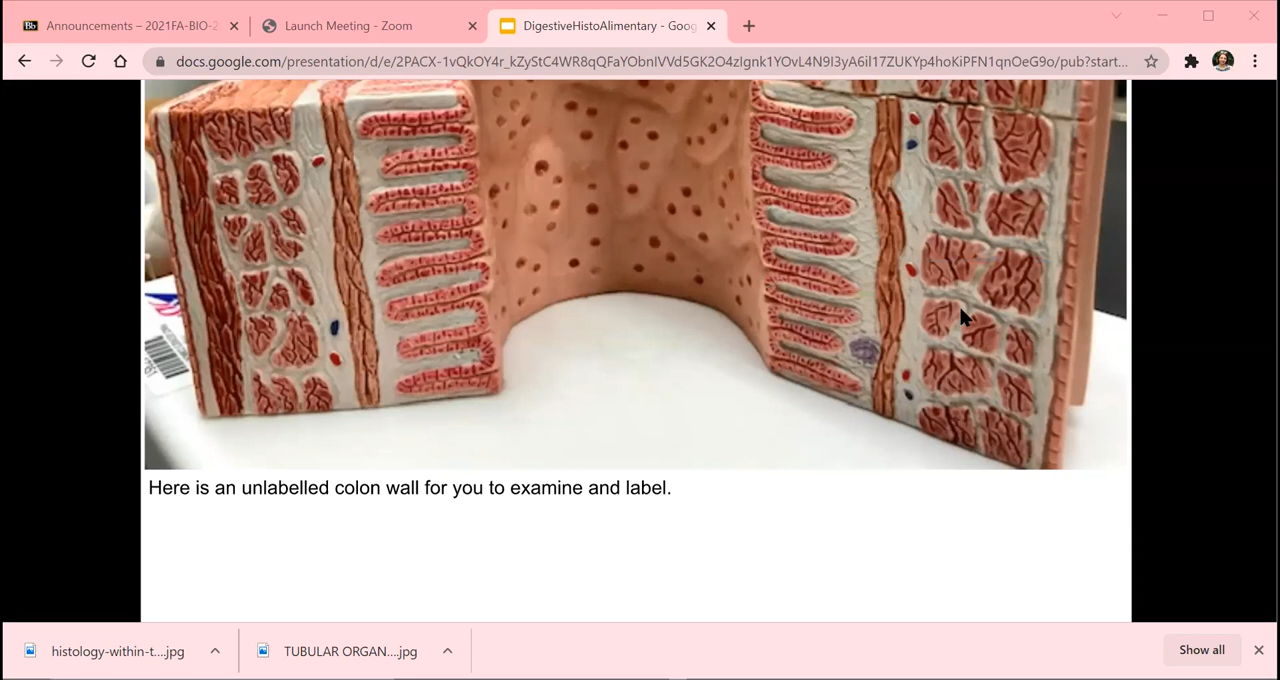 Announcements – 2021FA-BIO-2
Launch Meeting - Zoom
DigestiveHistoAlimentary - Goog
docs.google.com/presentation/d/e/2PACX-1vQkOY4r_kZyStC4WR8qQFaYObnIVVd5GK2O4zIgnk1YOvL4N9I3yA6il17ZUKYp4hoKiPFN1qnOeG9o/pub?start...
Here is an unlabelled colon wall for you to examine and label.
histology-within-t....jpg
TUBULAR ORGAN....jpg
Show all